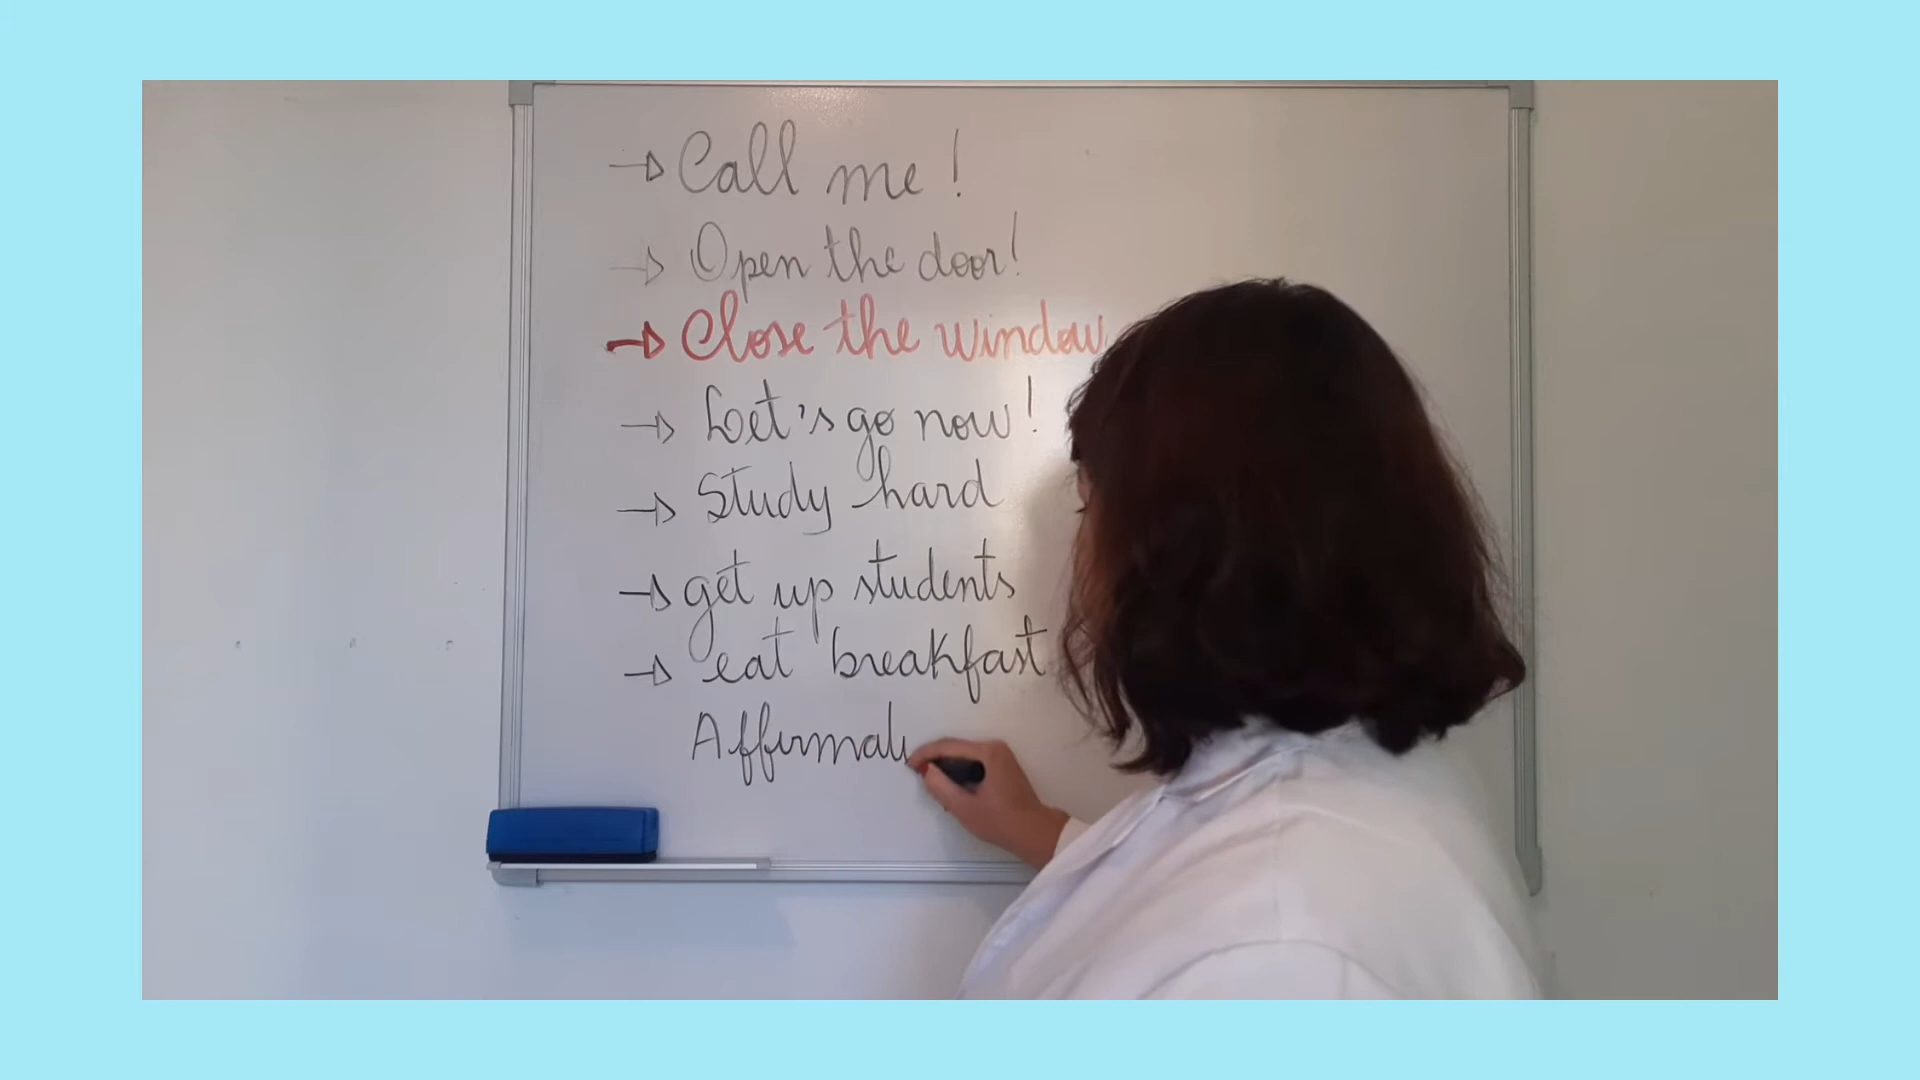 → Call me!
→ Open the door!
→ Close the window
→ Let's go now!
→ Study hard
→ get up students
→ eat breakfast